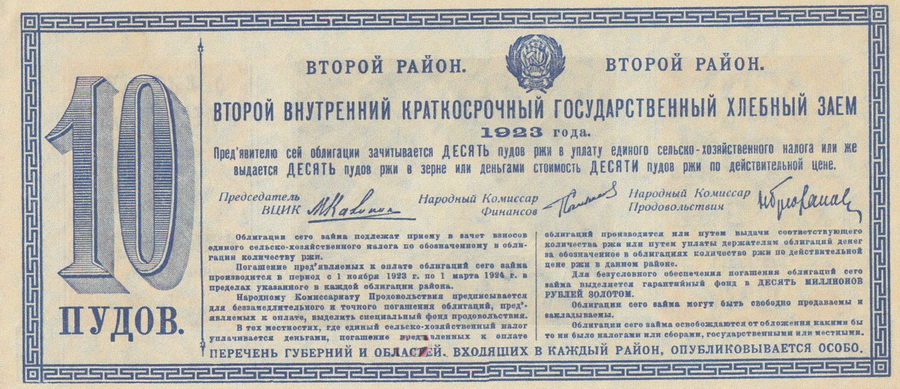 ВТОРОЙ РАЙОН.
ВТОРОЙ РАЙОН.
ВТОРОЙ ВНУТРЕННИЙ КРАТКОСРОЧНЫЙ ГОСУДАРСТВЕННЫЙ ХЛЕБНЫЙ ЗАЕМ
1923 года.
Пред'явителю сей облигации зачитывается ДЕСЯТЬ пудов ржи в уплату единого сельско-хозяйственного налога или же
выдается ДЕСЯТЬ пудов ржи в зерне или деньгами стоимость ДЕСЯТИ пудов ржи по действительной цене.
Председатель
ВЦИК
Народный Комиссар
Финансов
Народный Комиссар
Продовольствия
10
ПУДОВ.
Облигации сего займа подлежат приему в зачет взносов
единого сельско-хозяйственного налога по обозначенному в обли-
гации количеству ржи.
Погашение пред'явленных к оплате облигаций сего займа
производится в период с 1 ноября 1923 г. по 1 марта 1924 г. в
пределах указанного в каждой облигации района.
Народному Комиссариату Продовольствия предписывается
для беззамедлительного и точного погашения облигаций, пред'-
являемых к оплате, выделить специальный фонд продовольствия.
В тех местностях, где единый сельско-хозяйственный налог
уплачивается деньгами, погашение пред'явленных к оплате
облигаций производится или путем выдачи соответствующего
количества ржи или путем уплаты держателям облигаций денег
за обозначенное в облигациях количество ржи по действительной
цене ржи в данном районе.
Для безусловного обеспечения погашения облигаций сего
займа выделяется гарантийный фонд в ДЕСЯТЬ МИЛЛИОНОВ
РУБЛЕЙ ЗОЛОТОМ.
Облигации сего займа могут быть свободно продаваемы и
закладываемы.
Облигации сего займа освобождаются от обложения какими бы
то ни было налогами или сборами, государственными или местными.
ПЕРЕЧЕНЬ ГУБЕРНИЙ И ОБЛАСТЕЙ, ВХОДЯЩИХ В КАЖДЫЙ РАЙОН, ОПУБЛИКОВЫВАЕТСЯ ОСОБО.